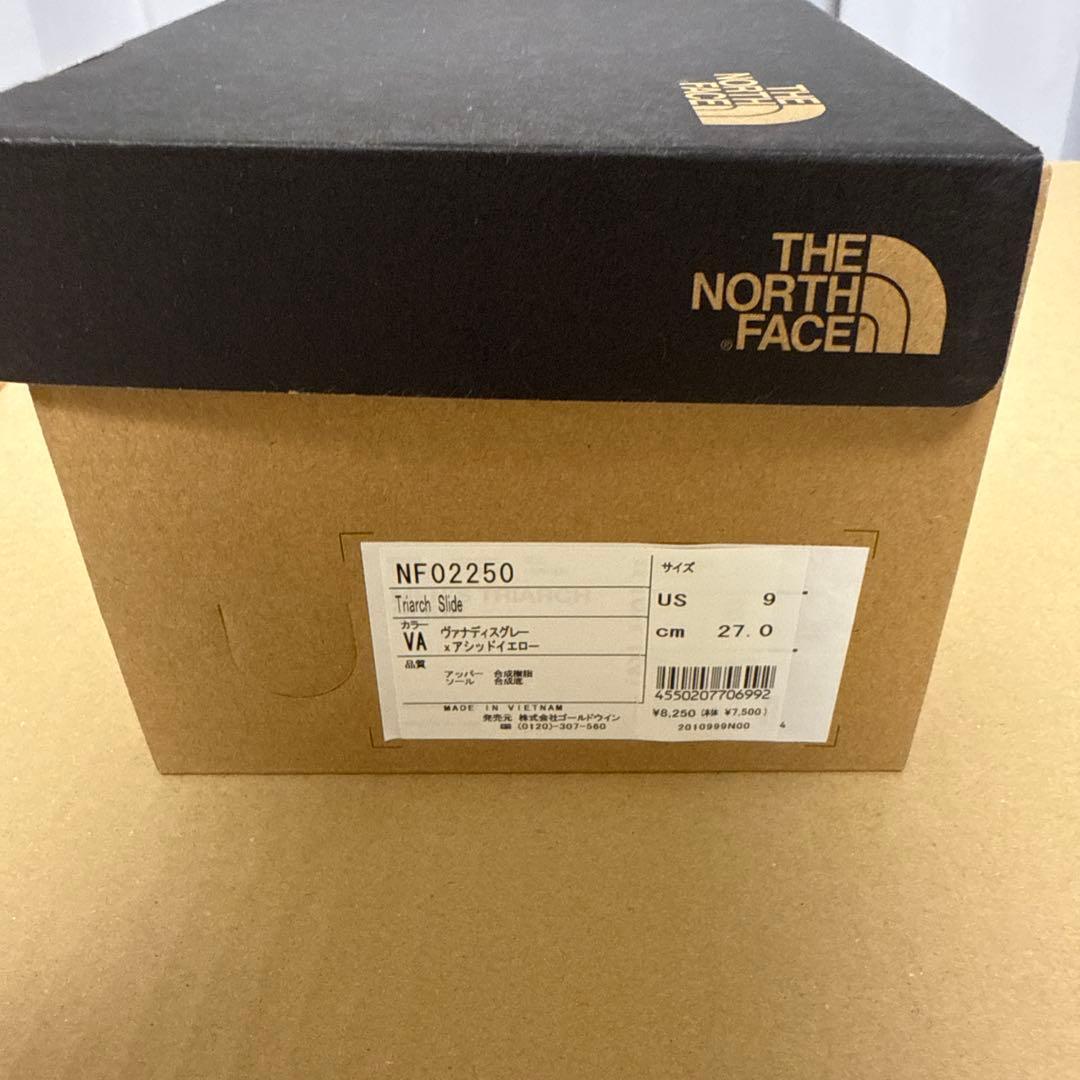 THE
NORTH
FACE
THE
NORTH
FACE
®
NF02250
Triarch Slide
カラー
VA
ヴァナディスグレー
xアシッドイエロー
品質
アッパー 合成樹脂
ソール 合成底
MADE IN VIETNAM
発売元 株式会社ゴールドウイン
(0120)-307-560
サイズ
US 9
cm 27.0
4550207706992
¥8,250 (本体 ¥7,500)
2010999N00 4
TRIARCH